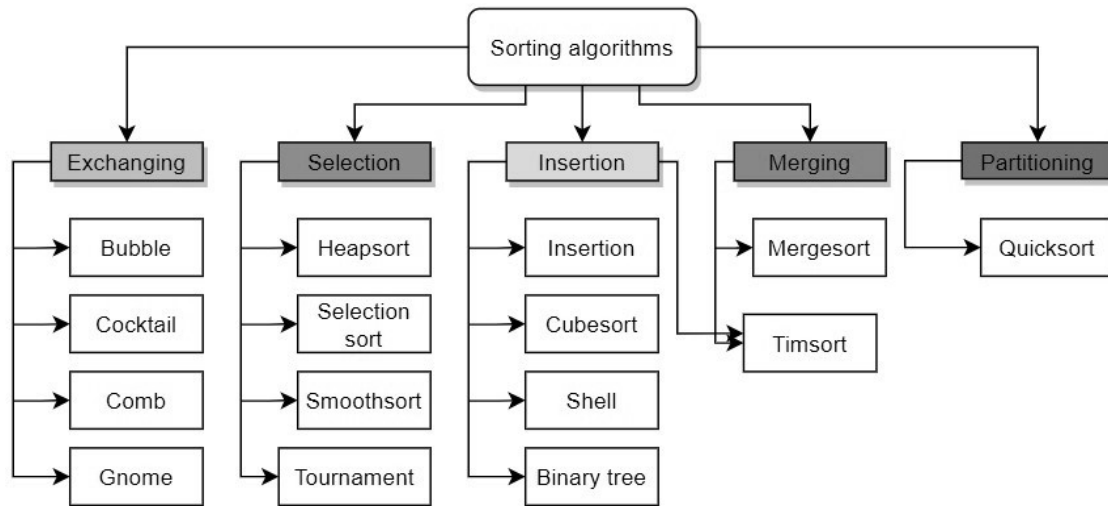 Sorting algorithms
Exchanging
Selection
Insertion
Merging
Partitioning
Bubble
Heapsort
Insertion
Mergesort
Quicksort
Cocktail
Selection
sort
Cubesort
Timsort
Comb
Smoothsort
Shell
Gnome
Tournament
Binary tree